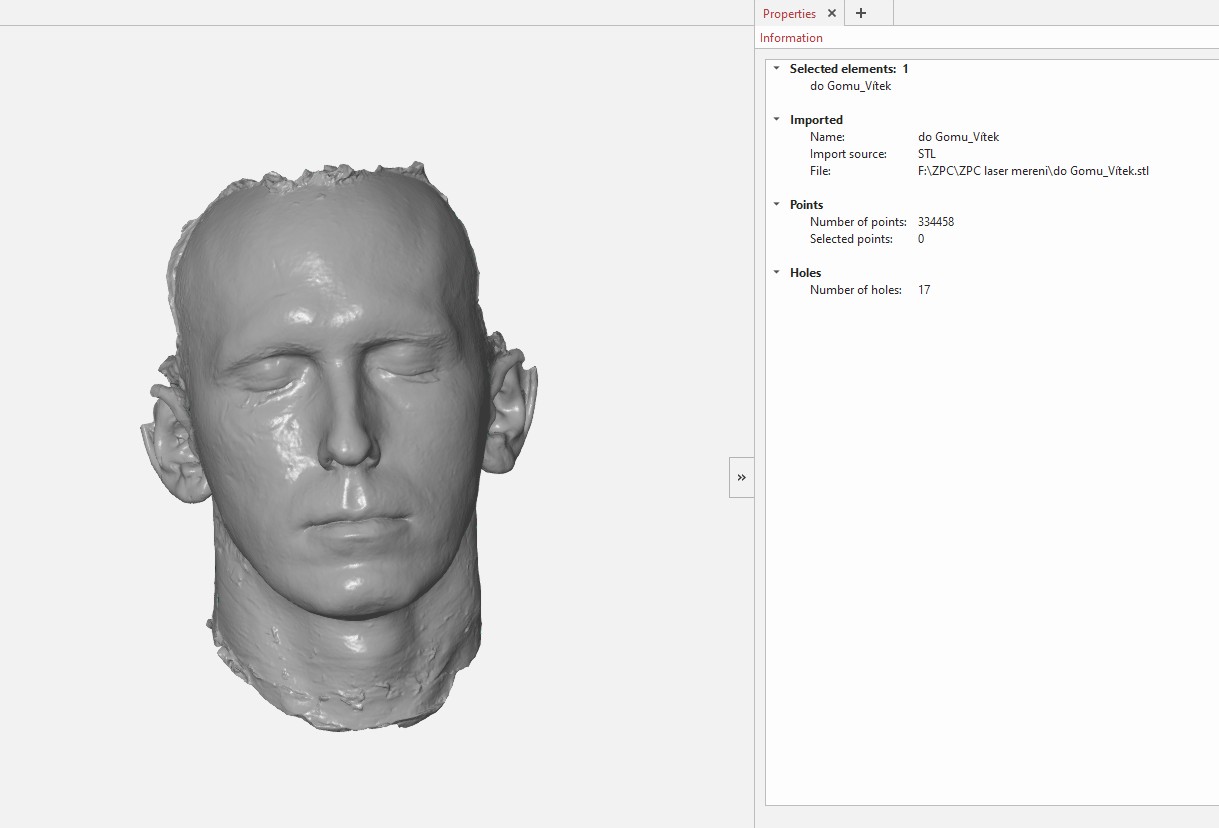 Properties
Information
Selected elements: 1
do Gomu_Vítek
Imported
Name: do Gomu_Vítek
Import source: STL
File: F:\ZPC\ZPC laser mereni\do Gomu_Vítek.stl
Points
Number of points: 334458
Selected points: 0
Holes
Number of holes: 17